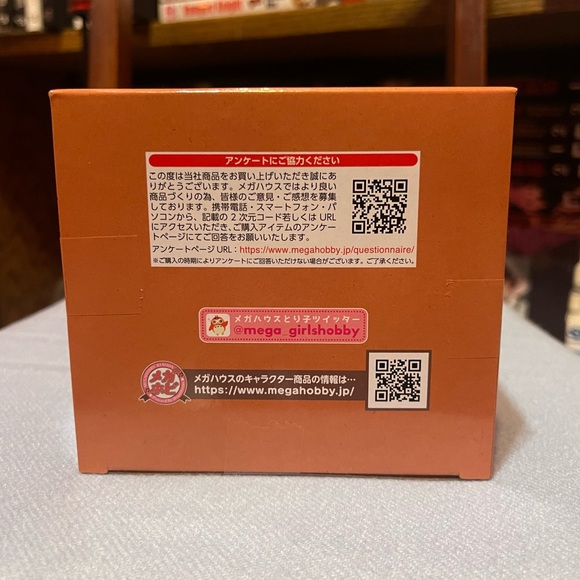 アンケートにご協力ください
この度は当社商品をお買い上げいただき誠にあ
りがとうございます。メガハウスではより良い
商品づくりの為、皆様のご意見・ご感想を募集
しております。携帯電話・スマートフォン・パ
ソコンから、記載の2次元コード若しくは URL
にアクセスいただき、ご購入アイテムのアンケー
トページにてご回答をお願いいたします。
アンケートページ URL：https://www.megahobby.jp/questionnaire/
※ご購入の時期によりアンケートにご回答いただけない場合がございます。ご了承ください。
メガハウスとり子ツイッター
@mega_girlshobby
メガハウスのキャラクター商品の情報は…
https://www.megahobby.jp/